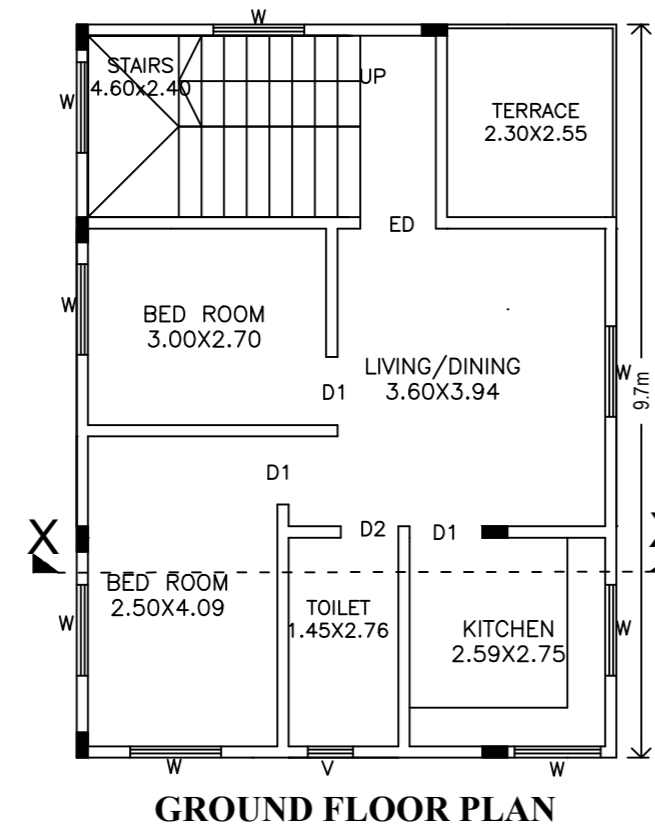 W
STAIRS
4.60x2.40
UP
W
TERRACE
2.30X2.55
ED
W
BED ROOM
3.00X2.70
LIVING/DINING
3.60X3.94
W
9.7m
D1
D1
X
D2
D1
BED ROOM
2.50X4.09
TOILET
1.45X2.76
KITCHEN
2.59X2.75
W
W
W
V
W
GROUND FLOOR PLAN